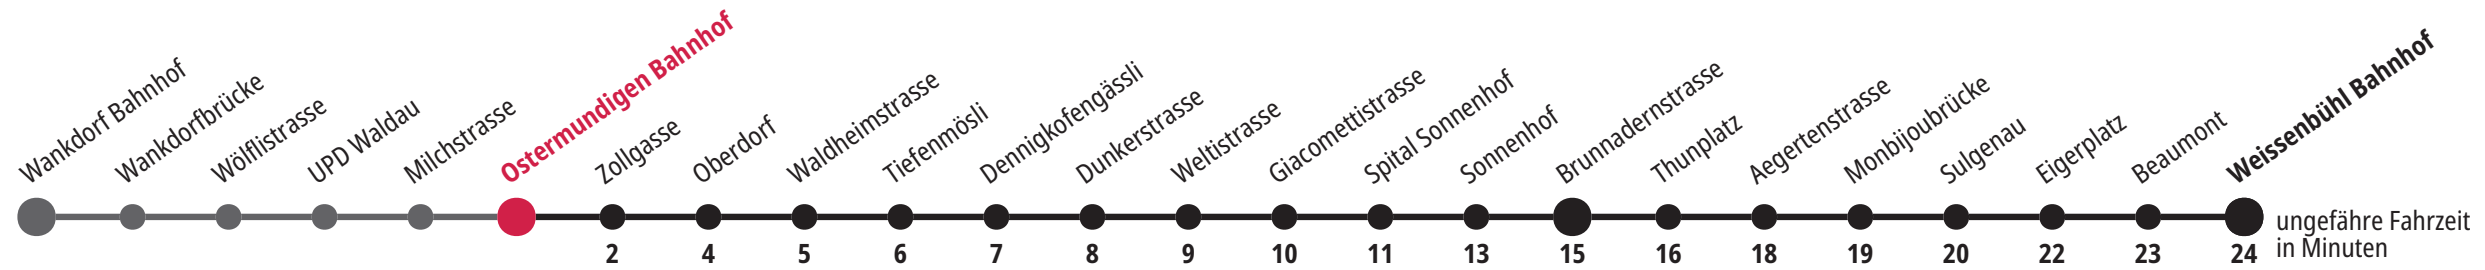 Wankdorf Bahnhof
Wankdorfbrücke
Wölflistrasse
UPD Waldau
Milchstrasse
Ostermundigen Bahnhof
Zollgasse
Oberdorf
Waldheimstrasse
Tiefenmösli
Dennigkofengässli
Dunkerstrasse
Weltistrasse
Giacomettistrasse
Spital Sonnenhof
Sonnenhof
Brunnadernstrasse
Thunplatz
Aegertenstrasse
Monbijoubrücke
Sulgenau
Eigerplatz
Beaumont
Weissenbühl Bahnhof
2 4 5 6 7 8 9 10 11 13 15 16 18 19 20 22 23 24
ungefähre Fahrzeit
in Minuten